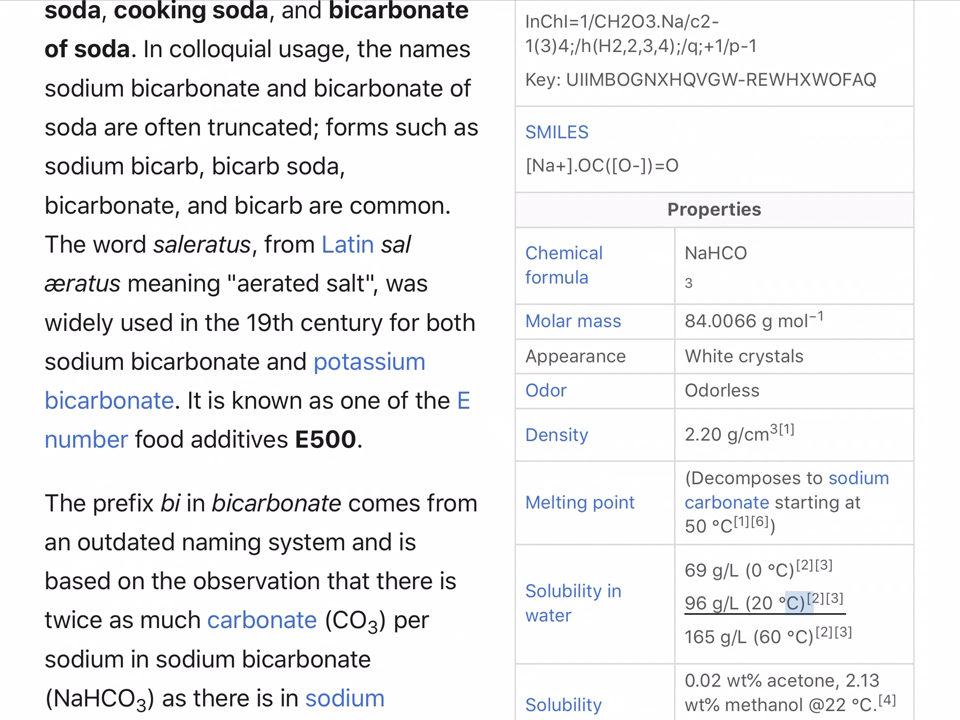 soda, cooking soda, and bicarbonate
of soda. In colloquial usage, the names
sodium bicarbonate and bicarbonate of
soda are often truncated; forms such as
sodium bicarb, bicarb soda,
bicarbonate, and bicarb are common.
The word saleratus, from Latin sal
æratus meaning "aerated salt", was
widely used in the 19th century for both
sodium bicarbonate and potassium
bicarbonate. It is known as one of the E
number food additives E500.
The prefix bi in bicarbonate comes from
an outdated naming system and is
based on the observation that there is
twice as much carbonate (CO₃) per
sodium in sodium bicarbonate
(NaHCO₃) as there is in sodium
InChI=1/CH2O3.Na/c2-
1(3)4;/h(H2,2,3,4);/q;+1/p-1
Key: UIIMBOGNXHQVGW-REWHXWOFAQ
SMILES
[Na+].OC([O-])=O
Properties
Chemical formula NaHCO
3
Molar mass 84.0066 g mol⁻¹
Appearance White crystals
Odor Odorless
Density 2.20 g/cm³[1]
Melting point (Decomposes to sodium
carbonate starting at
50 °C[1][6])
Solubility in water 69 g/L (0 °C)[2][3]
96 g/L (20 °C)[2][3]
165 g/L (60 °C)[2][3]
Solubility 0.02 wt% acetone, 2.13
wt% methanol @22 °C.[4]